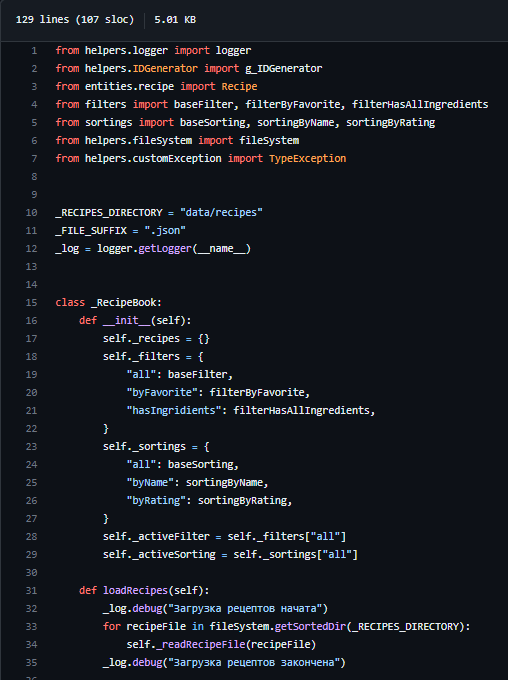 129 lines (107 sloc) 5.01 KB
1 from helpers.logger import logger
2 from helpers.IDGenerator import g_IDGenerator
3 from entities.recipe import Recipe
4 from filters import baseFilter, filterByFavorite, filterHasAllIngredients
5 from sortings import baseSorting, sortingByName, sortingByRating
6 from helpers.fileSystem import fileSystem
7 from helpers.customException import TypeException
8
9
10 _RECIPES_DIRECTORY = "data/recipes"
11 _FILE_SUFFIX = ".json"
12 _log = logger.getLogger(__name__)
13
14
15 class _RecipeBook:
16     def __init__(self):
17         self._recipes = {}
18         self._filters = {
19             "all": baseFilter,
20             "byFavorite": filterByFavorite,
21             "hasIngridients": filterHasAllIngredients,
22         }
23         self._sortings = {
24             "all": baseSorting,
25             "byName": sortingByName,
26             "byRating": sortingByRating,
27         }
28         self._activeFilter = self._filters["all"]
29         self._activeSorting = self._sortings["all"]
30
31     def loadRecipes(self):
32         _log.debug("Загрузка рецептов начата")
33         for recipeFile in fileSystem.getSortedDir(_RECIPES_DIRECTORY):
34             self._readRecipeFile(recipeFile)
35         _log.debug("Загрузка рецептов закончена")